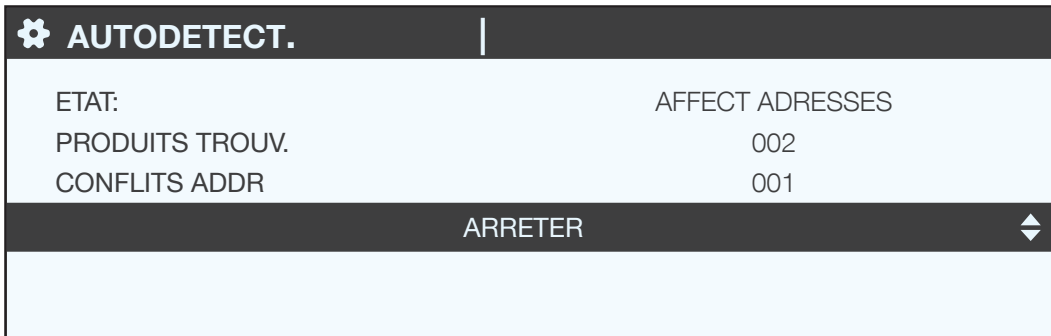 AUTODETECT.
ETAT: AFFECT ADRESSES
PRODUITS TROUV. 002
CONFLITS ADDR 001
ARRETER